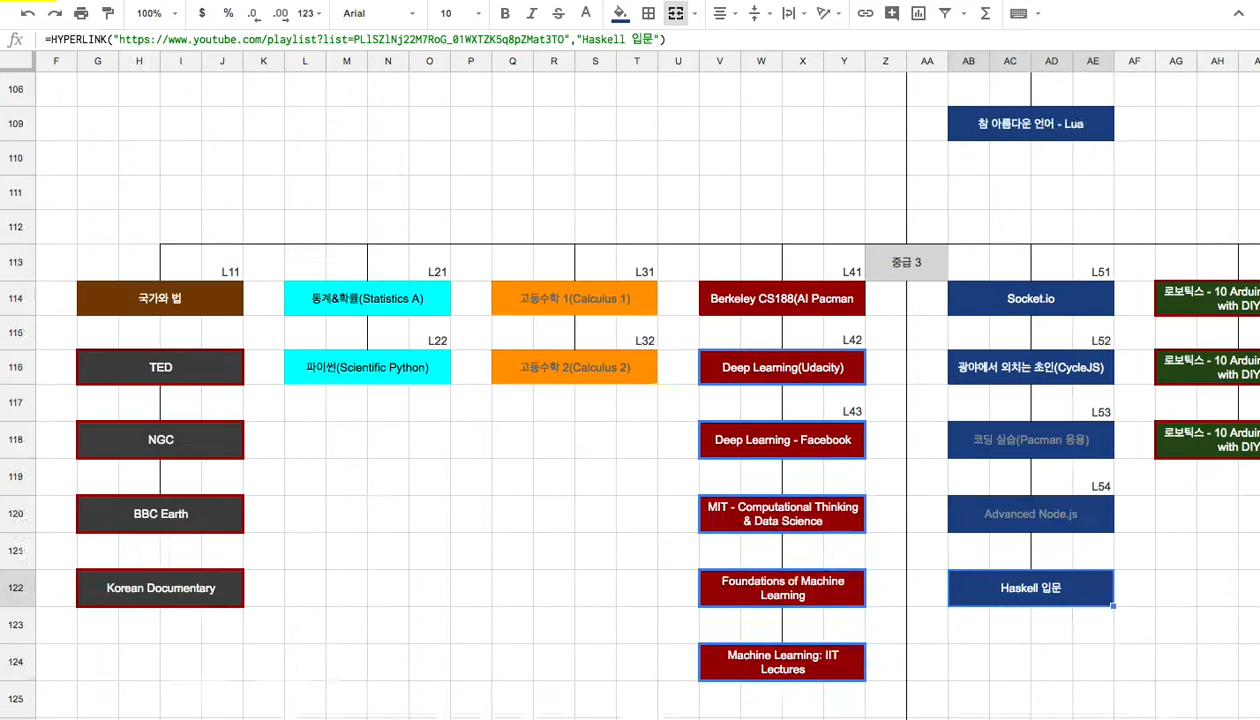 100%
$
%
.0
.00
123
Arial
10
B
I
S
A
fx
=HYPERLINK("https://www.youtube.com/playlist?list=PLlSZlNj22M7RoG_01WXTZK5q8pZMat3TO","Haskell 입문")
F G H I J K L M N O P Q R S T U V W X Y Z AA AB AC AD AE AF AG AH
108
109
참 아름다운 언어 - Lua
110
111
112
113
L11
L21
L31
L41
중급 3
L51
114
국가와 법
통계&확률(Statistics A)
고등수학 1(Calculus 1)
Berkeley CS188(AI Pacman
Socket.io
로보틱스 - 10 Arduin
with DIY
115
L22
L32
L42
L52
116
TED
파이썬(Scientific Python)
고등수학 2(Calculus 2)
Deep Learning(Udacity)
광야에서 외치는 초인(CycleJS)
로보틱스 - 10 Arduin
with DIY
117
L43
L53
118
NGC
Deep Learning - Facebook
코딩 실습(Pacman 응용)
로보틱스 - 10 Arduin
with DIY
119
L54
120
BBC Earth
MIT - Computational Thinking
& Data Science
Advanced Node.js
121
122
Korean Documentary
Foundations of Machine
Learning
Haskell 입문
123
124
Machine Learning: IIT
Lectures
125